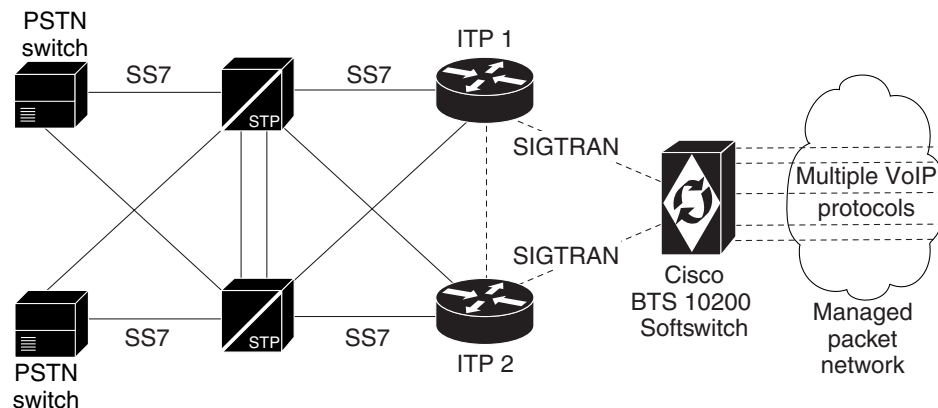 PSTN
switch
SS7
STP
SS7
ITP 1
SIGTRAN
Multiple VoIP
protocols
SIGTRAN
Cisco
BTS 10200
Softswitch
Managed
packet
network
PSTN
switch
SS7
STP
SS7
ITP 2